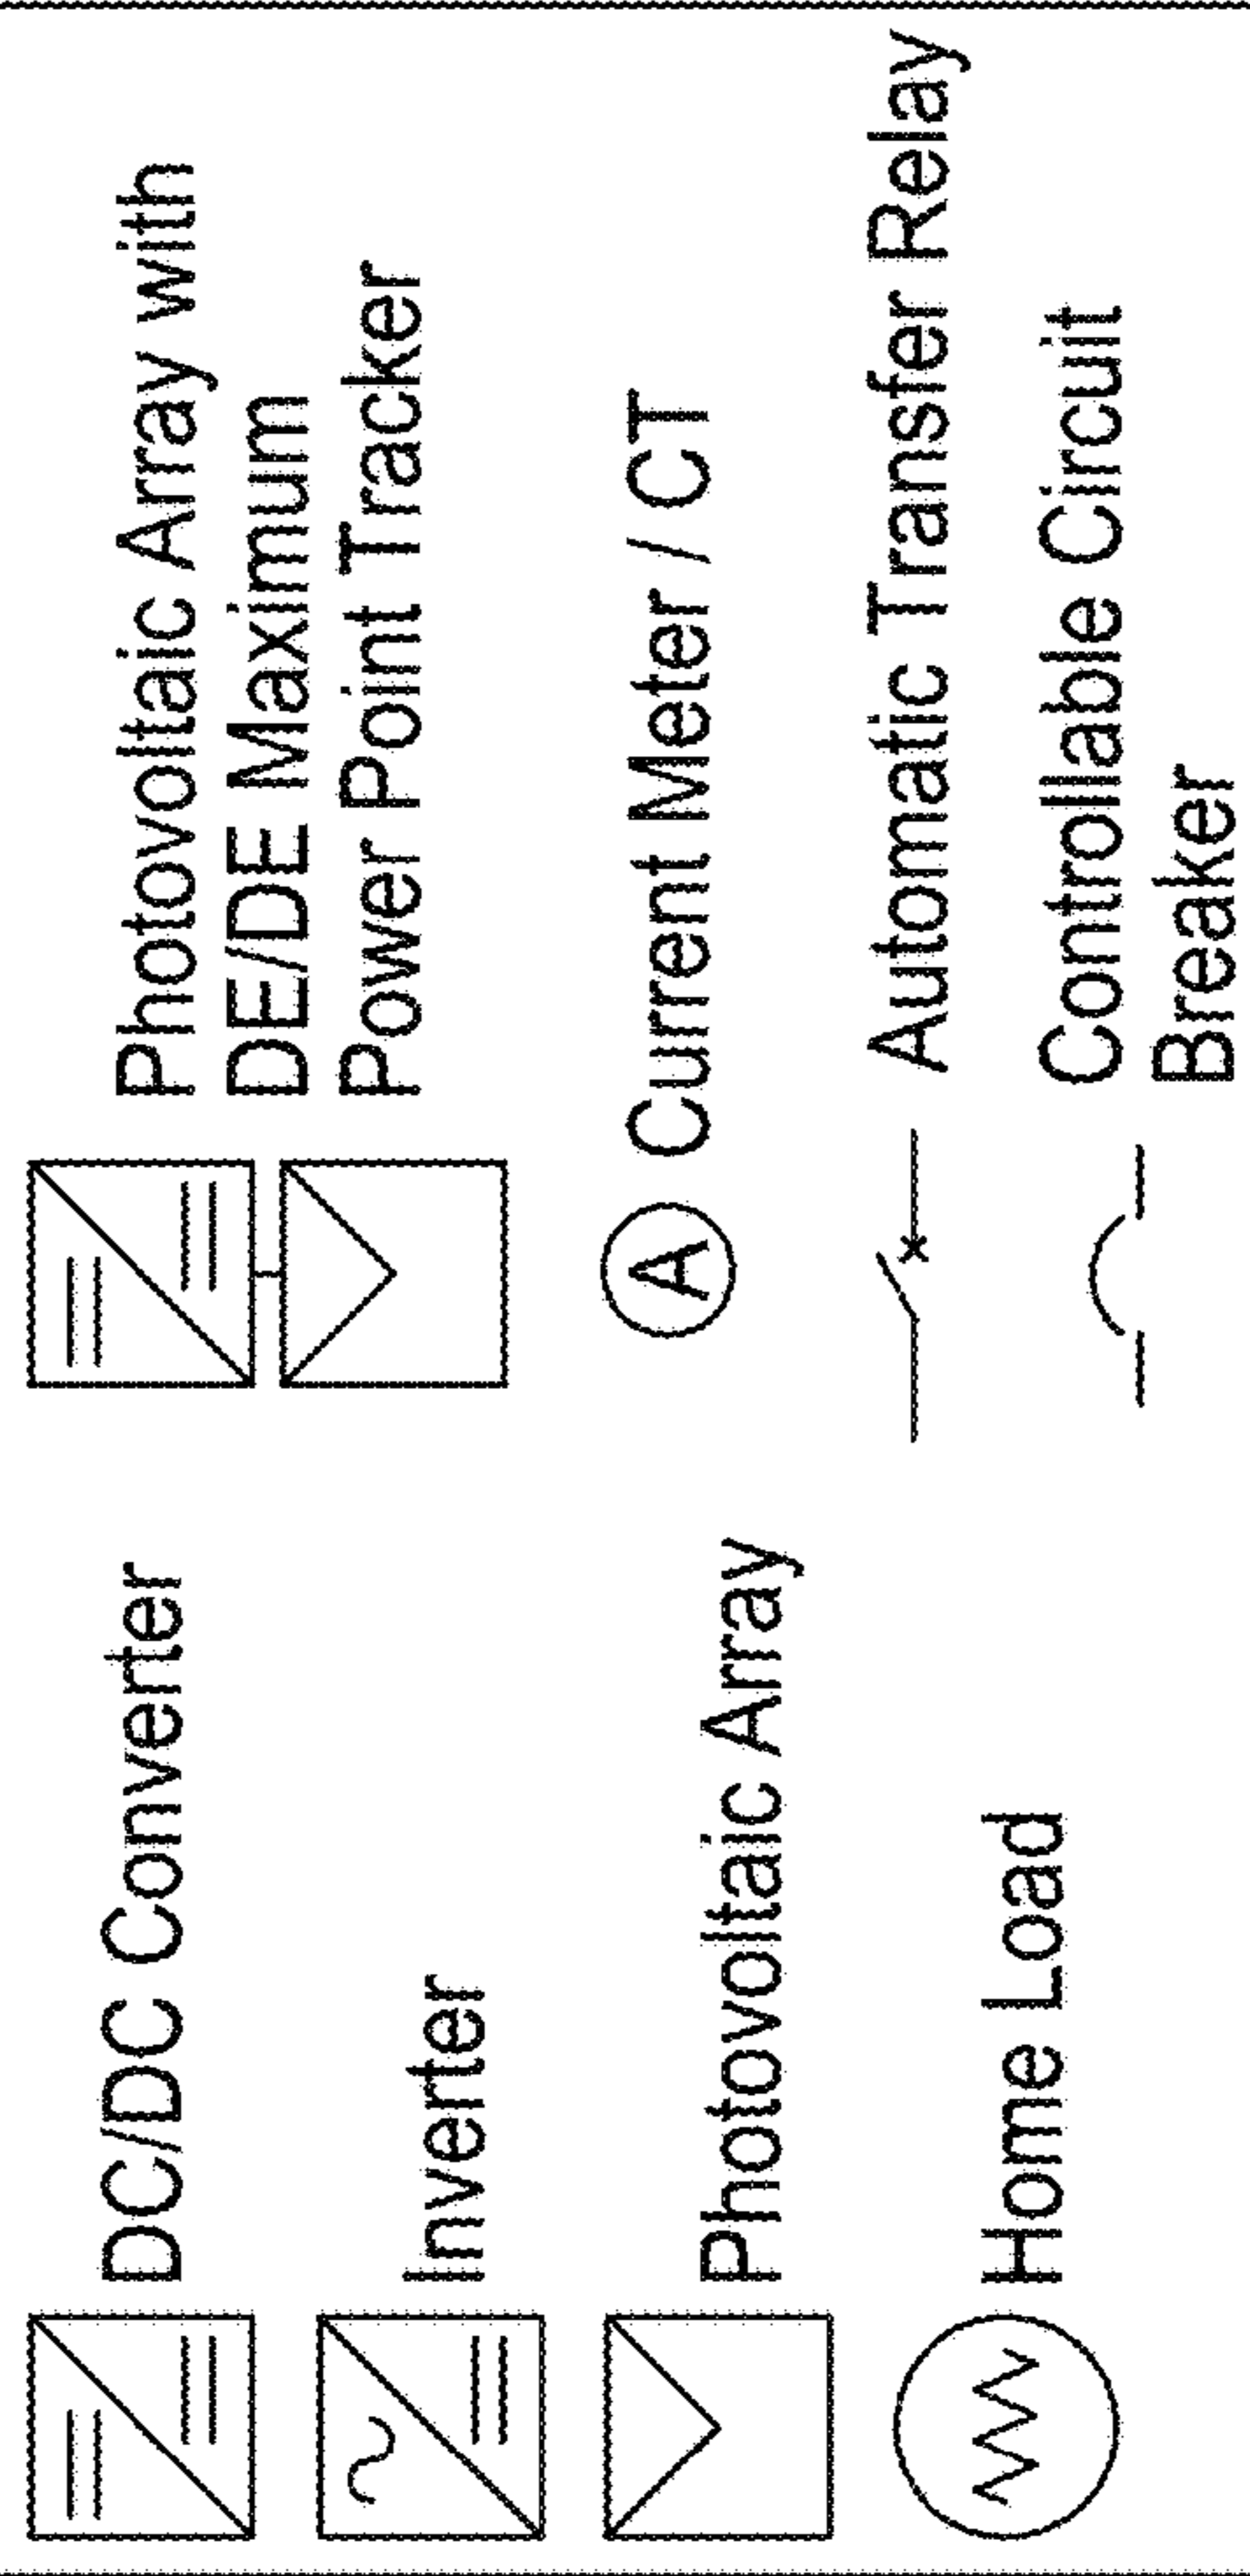 DC/DC Converter
Inverter
Photovoltaic Array
Home Load
Photovoltaic Array with
DE/DE Maximum
Power Point Tracker
A Current Meter / CT
Automatic Transfer Relay
Controllable Circuit
Breaker